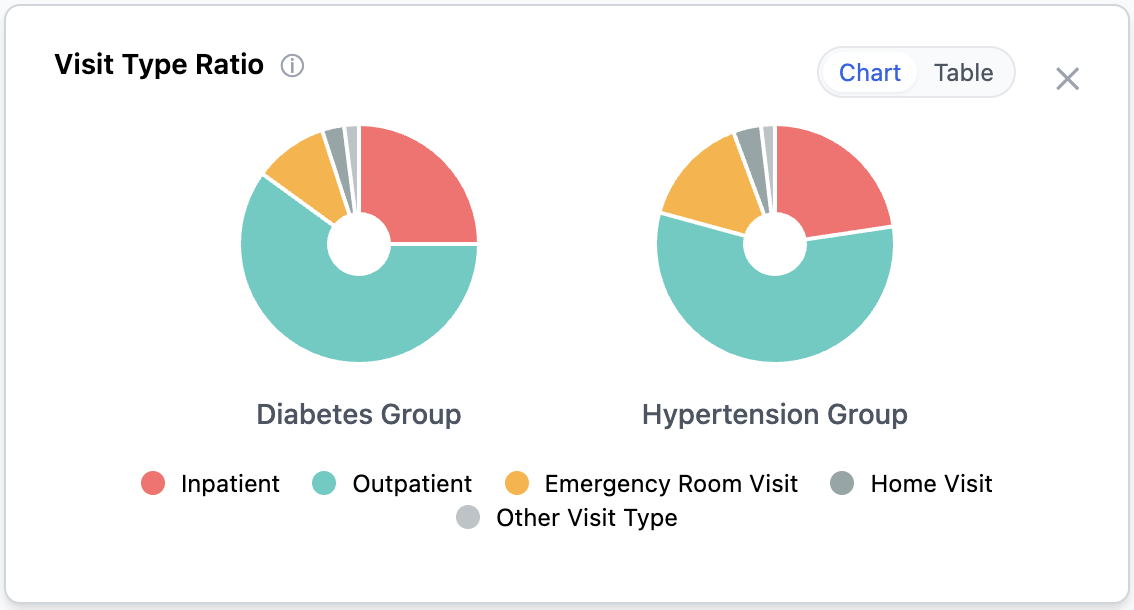 Visit Type Ratio
Chart Table
Diabetes Group
Hypertension Group
Inpatient Outpatient Emergency Room Visit Home Visit
Other Visit Type